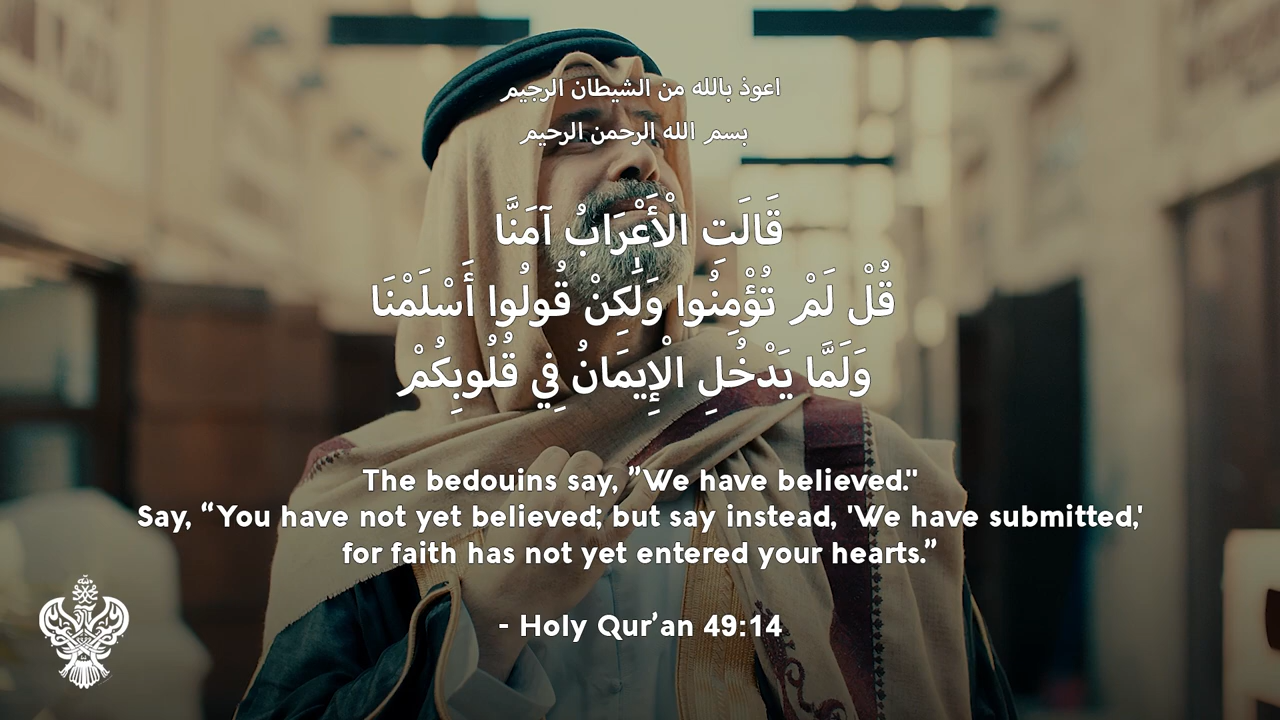 اعوذ بالله من الشيطان الرجيم
بسم الله الرحمن الرحيم
قَالَتِ الْأَعْرَابُ آمَنَّا
قُلْ لَمْ تُؤْمِنُوا وَلَٰكِنْ قُولُوا أَسْلَمْنَا
وَلَمَّا يَدْخُلِ الْإِيمَانُ فِي قُلُوبِكُمْ
The bedouins say, ”We have believed."
Say, “You have not yet believed; but say instead, 'We have submitted,'
for faith has not yet entered your hearts.”
- Holy Qur’an 49:14